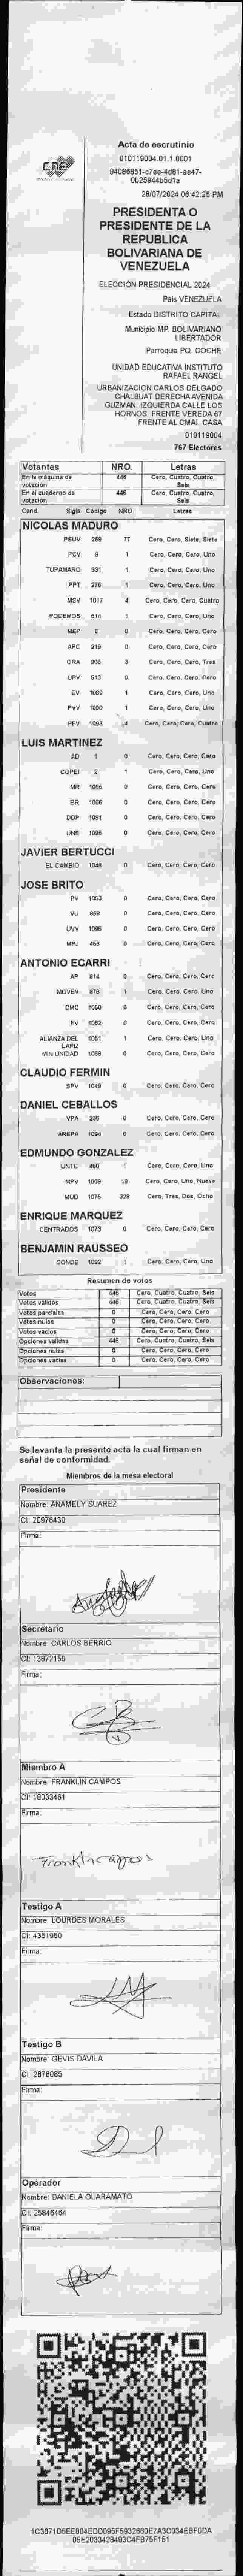 CNE
Acta de escrutinio
010119004.01.1.0001
94086851-c7ee-4d81-ae47-
0b25944b5d1a
28/07/2024 06:42:25 PM
PRESIDENTA O
PRESIDENTE DE LA
REPUBLICA
BOLIVARIANA DE
VENEZUELA
ELECCIÓN PRESIDENCIAL 2024
Pais VENEZUELA
Estado DISTRITO CAPITAL
Municipio MP. BOLIVARIANO
LIBERTADOR
Parroquia PQ. COCHE
UNIDAD EDUCATIVA INSTITUTO
RAFAEL RANGEL
URBANIZACION CARLOS DELGADO
CHALBUAT DERECHA AVENIDA
GUZMAN. IZQUIERDA CALLE LOS
HORNOS. FRENTE VEREDA 67
FRENTE AL CMAI. CASA
010119004
767 Electores
Votantes NRO. Letras
En la máquina de votación 446 Cero, Cuatro, Cuatro, Seis
En el cuaderno de votación 446 Cero, Cuatro, Cuatro, Seis
Cand. Sigla Código NRO Letras
NICOLAS MADURO
PSUV 269 77 Cero, Cero, Siete, Siete
PCV 9 1 Cero, Cero, Cero, Uno
TUPAMARO 931 1 Cero, Cero, Cero, Uno
PPT 276 1 Cero, Cero, Cero, Uno
MSV 1017 4 Cero, Cero, Cero, Cuatro
PODEMOS 614 1 Cero, Cero, Cero, Uno
MEP 6 0 Cero, Cero, Cero, Cero
APC 219 0 Cero, Cero, Cero, Cero
ORA 906 3 Cero, Cero, Cero, Tres
UPV 613 0 Cero, Cero, Cero, Cero
EV 1089 1 Cero, Cero, Cero, Uno
PVV 1090 1 Cero, Cero, Cero, Uno
PFV 1093 4 Cero, Cero, Cero, Cuatro
LUIS MARTINEZ
AD 1 0 Cero, Cero, Cero, Cero
COPEI 2 1 Cero, Cero, Cero, Uno
MR 1055 0 Cero, Cero, Cero, Cero
BR 1066 0 Cero, Cero, Cero, Cero
DDP 1091 0 Cero, Cero, Cero, Cero
UNE 1095 0 Cero, Cero, Cero, Cero
JAVIER BERTUCCI
EL CAMBIO 1048 0 Cero, Cero, Cero, Cero
JOSE BRITO
PV 1053 0 Cero, Cero, Cero, Cero
VU 868 0 Cero, Cero, Cero, Cero
UVV 1096 0 Cero, Cero, Cero, Cero
MPJ 458 0 Cero, Cero, Cero, Cero
ANTONIO ECARRI
AP 914 0 Cero, Cero, Cero, Cero
MOVEV 878 1 Cero, Cero, Cero, Uno
CMC 1060 0 Cero, Cero, Cero, Cero
FV 1062 0 Cero, Cero, Cero, Cero
ALIANZA DEL LAPIZ 1051 1 Cero, Cero, Cero, Uno
MIN UNIDAD 1069 0 Cero, Cero, Cero, Cero
CLAUDIO FERMIN
SPV 1049 0 Cero, Cero, Cero, Cero
DANIEL CEBALLOS
VPA 236 0 Cero, Cero, Cero, Cero
AREPA 1094 0 Cero, Cero, Cero, Cero
EDMUNDO GONZALEZ
UNTC 460 1 Cero, Cero, Cero, Uno
MPV 1069 19 Cero, Cero, Uno, Nueve
MUD 1075 328 Cero, Tres, Dos, Ocho
ENRIQUE MARQUEZ
CENTRADOS 1073 0 Cero, Cero, Cero, Cero
BENJAMIN RAUSSEO
CONDE 1092 1 Cero, Cero, Cero, Uno
Resumen de votos
Votos 446 Cero, Cuatro, Cuatro, Seis
Votos válidos 446 Cero, Cuatro, Cuatro, Seis
Votos parciales 0 Cero, Cero, Cero, Cero
Votos nulos 0 Cero, Cero, Cero, Cero
Votos vacíos 0 Cero, Cero, Cero, Cero
Opciones válidas 446 Cero, Cuatro, Cuatro, Seis
Opciones nulas 0 Cero, Cero, Cero, Cero
Opciones vacías 0 Cero, Cero, Cero, Cero
Observaciones:
Se levanta la presente acta la cual firman en
señal de conformidad.
Miembros de la mesa electoral
Presidente
Nombre: ANAMELY SUAREZ
CI: 20976430
Firma:
Secretario
Nombre: CARLOS BERRIO
CI: 13872159
Firma:
CB
Miembro A
Nombre: FRANKLIN CAMPOS
CI: 18033461
Firma:
Franklin campos
Testigo A
Nombre: LOURDES MORALES
CI: 4351960
Firma:
Testigo B
Nombre: GEVIS DAVILA
CI: 2878085
Firma:
Operador
Nombre: DANIELA GUARAMATO
CI: 25846464
Firma:
1C3671D5EEB04EDD095F5932660E7A3C034EBF0DA
05E2033428493C4FB75F151